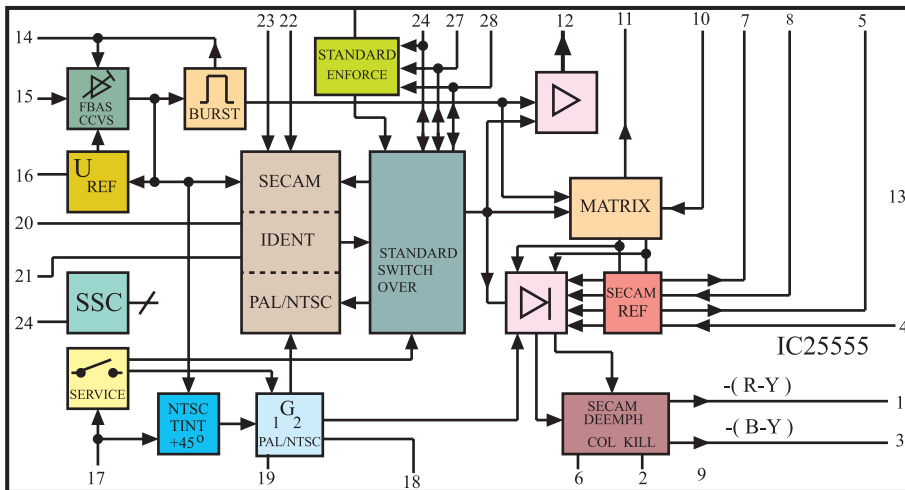 23 22 24 27 28 12 11 10 7 8 5
14
STANDARD
ENFORCE
15
FBAS
CCVS
BURST
16
U
REF
SECAM
MATRIX
13
20
IDENT
STANDARD
SWITCH
OVER
21
SSC
PAL/NTSC
SECAM
REF
24
4
IC25555
SERVICE
NTSC
TINT
+45°
G
1 2
PAL/NTSC
SECAM
DEEMPH
COL KILL
-( R-Y )
1
-( B-Y )
3
17 19 18 6 2 9